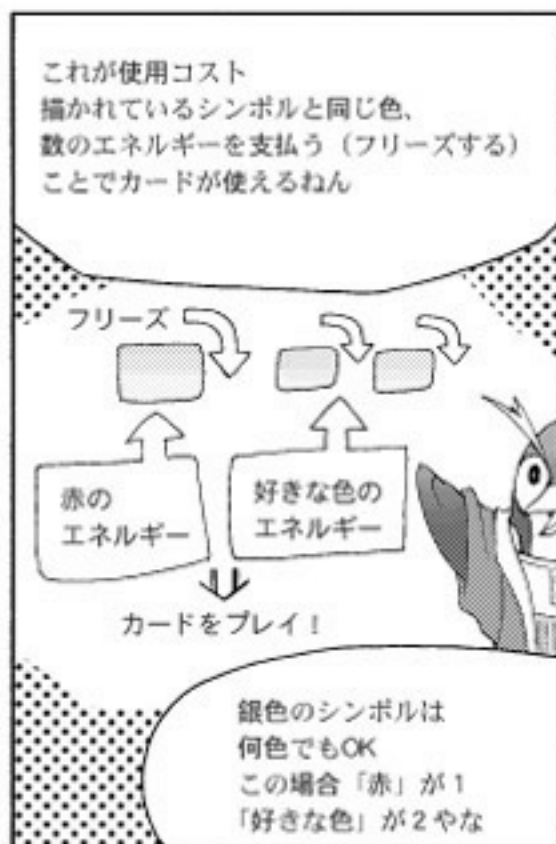 これが使用コスト
描かれているシンボルと同じ色、
数のエネルギーを支払う（フリーズする）
ことでカードが使えるねん
フリーズ
赤の
エネルギー
好きな色の
エネルギー
カードをプレイ！
銀色のシンボルは
何色でもOK
この場合「赤」が1
「好きな色」が2やな